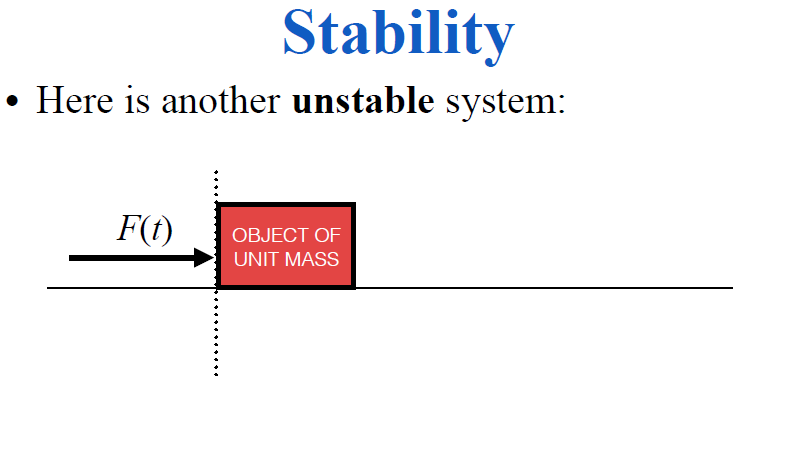 Stability
• Here is another unstable system:
F(t)
OBJECT OF
UNIT MASS